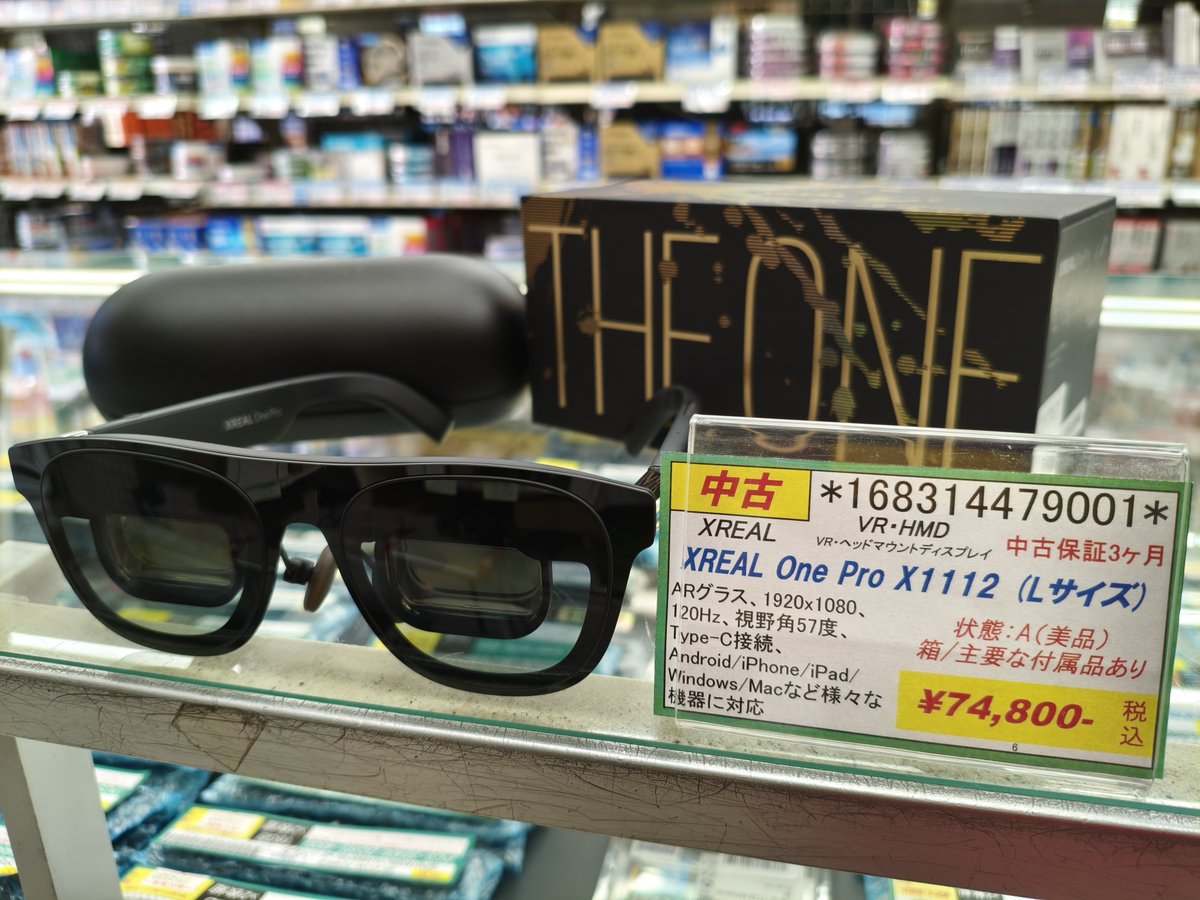 THE ONE
XREAL One Pro
中古
*168314479001*
XREAL
VR・HMD
VR・ヘッドマウントディスプレイ
中古保証3ヶ月
XREAL One Pro X1112 (Lサイズ)
ARグラス、1920x1080、
120Hz、視野角57度、
Type-C接続、
Android/iPhone/iPad/
Windows/Macなど様々な
機器に対応
状態:A(美品)
箱/主要な付属品あり
¥74,800-
税込
6